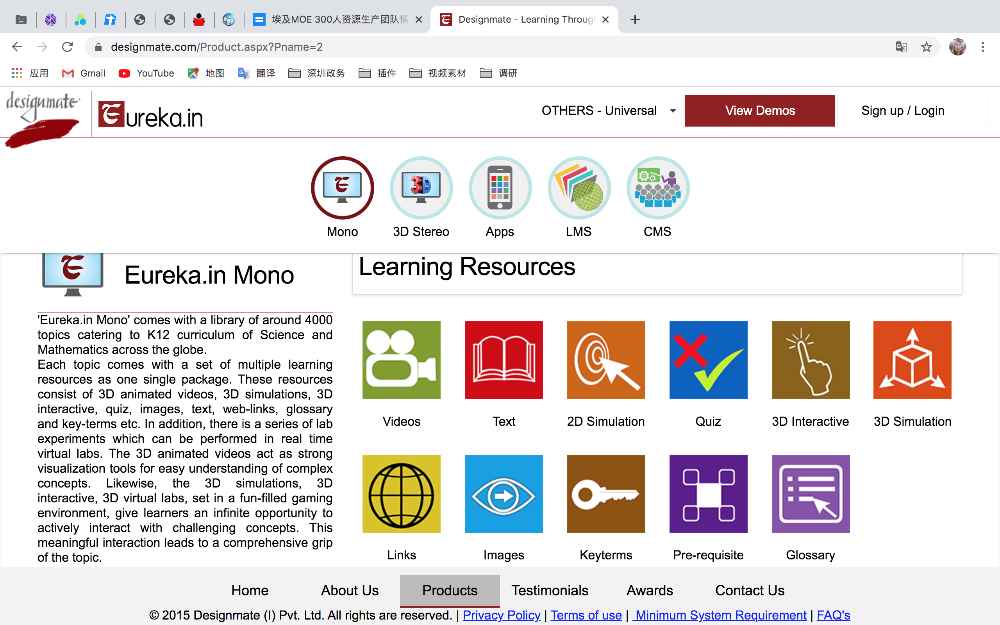 埃及MOE 300人资源生产团队情
Designmate - Learning Throug
designmate.com/Product.aspx?Pname=2
应用 Gmail YouTube 地图 翻译 深圳政务 插件 视频素材 调研
designmate
Eureka.in
OTHERS - Universal
View Demos
Sign up / Login
3D
Mono 3D Stereo Apps LMS CMS
Eureka.in Mono
'Eureka.in Mono' comes with a library of around 4000
topics catering to K12 curriculum of Science and
Mathematics across the globe.
Each topic comes with a set of multiple learning
resources as one single package. These resources
consist of 3D animated videos, 3D simulations, 3D
interactive, quiz, images, text, web-links, glossary
and key-terms etc. In addition, there is a series of lab
experiments which can be performed in real time
virtual labs. The 3D animated videos act as strong
visualization tools for easy understanding of complex
concepts. Likewise, the 3D simulations, 3D
interactive, 3D virtual labs, set in a fun-filled gaming
environment, give learners an infinite opportunity to
actively interact with challenging concepts. This
meaningful interaction leads to a comprehensive grip
of the topic.
Learning Resources
Videos Text 2D Simulation Quiz 3D Interactive 3D Simulation
Links Images Keyterms Pre-requisite Glossary
Home About Us Products Testimonials Awards Contact Us
© 2015 Designmate (I) Pvt. Ltd. All rights are reserved. | Privacy Policy | Terms of use | Minimum System Requirement | FAQ's